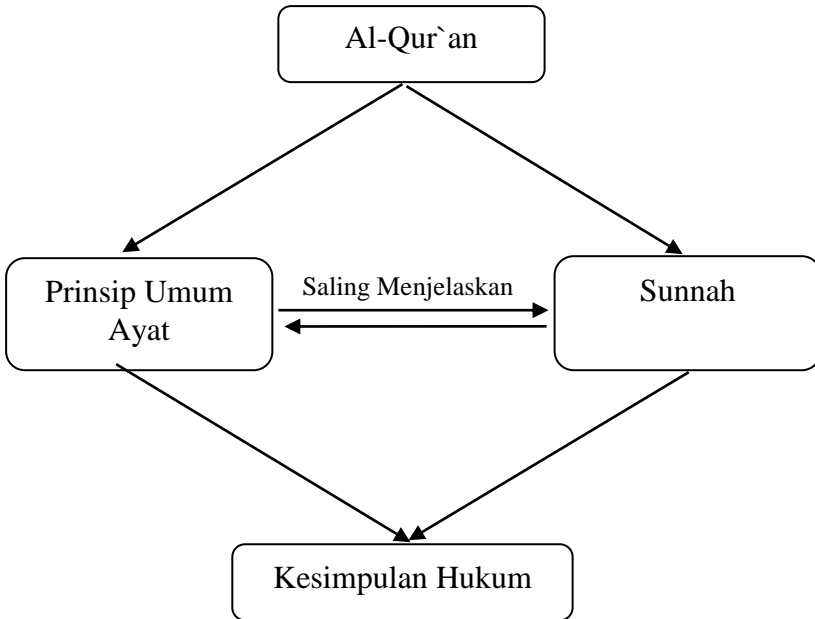 Al-Qur`an
Prinsip Umum
Ayat
Saling Menjelaskan
Sunnah
Kesimpulan Hukum